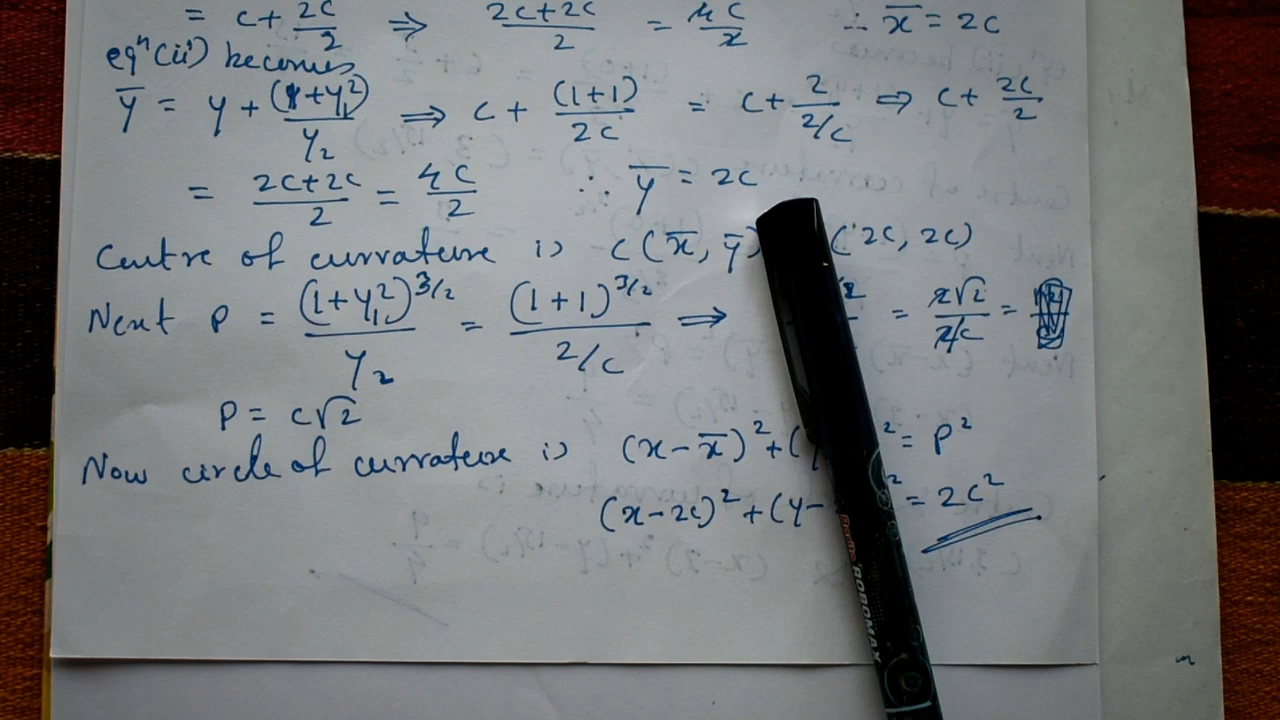 = c + 2c/2 ⇒ (2c+2c)/2 = 4c/2 ∴ x̄ = 2c
eqⁿ (ii) becomes
ȳ = y + (1+y₁²)/y₂ ⇒ c + (1+1)/2c = c + 2/(2/c) ⇒ c + 2c/2
= (2c+2c)/2 = 4c/2 ∴ ȳ = 2c
Centre of curvature is c(x̄, ȳ) (2c, 2c)
Next ρ = (1+y₁²)^3/2 / y₂ = (1+1)^3/2 / (2/c) ⇒ = 2√2 / (2/c) =
ρ = c√2
Now circle of curvature is (x-x̄)² + ( ² = ρ²
(x-2c)² + (y- ² = 2c²
ROBOMAX